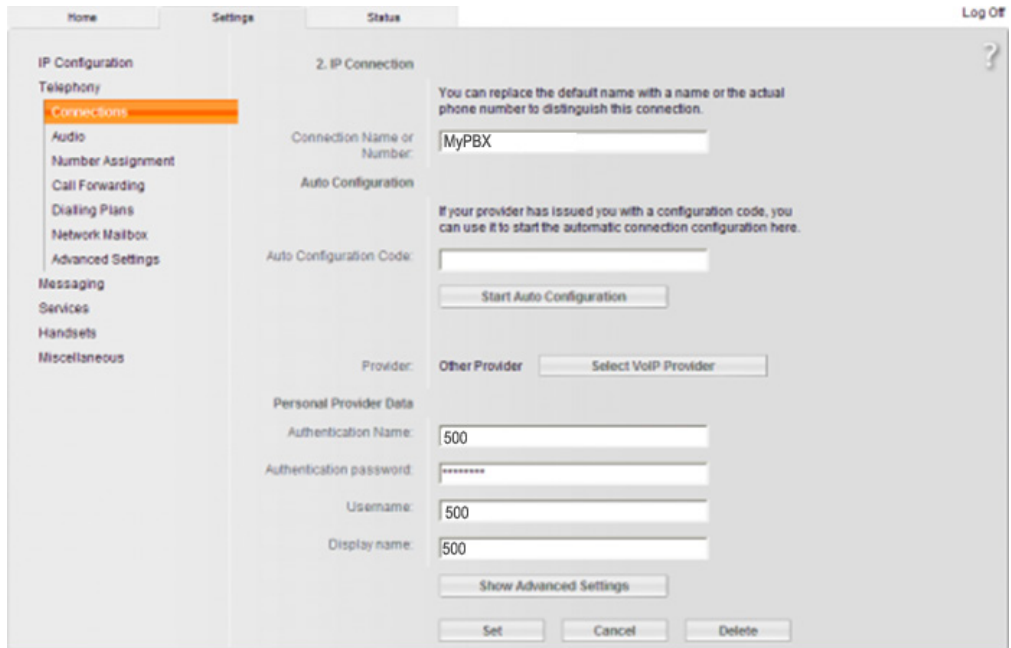 Home Settings Status Log Off
?
IP Configuration
Telephony
Connections
Audio
Number Assignment
Call Forwarding
Dialling Plans
Network Mailbox
Advanced Settings
Messaging
Services
Handsets
Miscellaneous
2. IP Connection
You can replace the default name with a name or the actual
phone number to distinguish this connection.
Connection Name or
Number:
MyPBX
Auto Configuration
If your provider has issued you with a configuration code, you
can use it to start the automatic connection configuration here.
Auto Configuration Code:
Start Auto Configuration
Provider: Other Provider Select VoIP Provider
Personal Provider Data
Authentication Name: 500
Authentication password: ********
Username: 500
Display name: 500
Show Advanced Settings
Set Cancel Delete